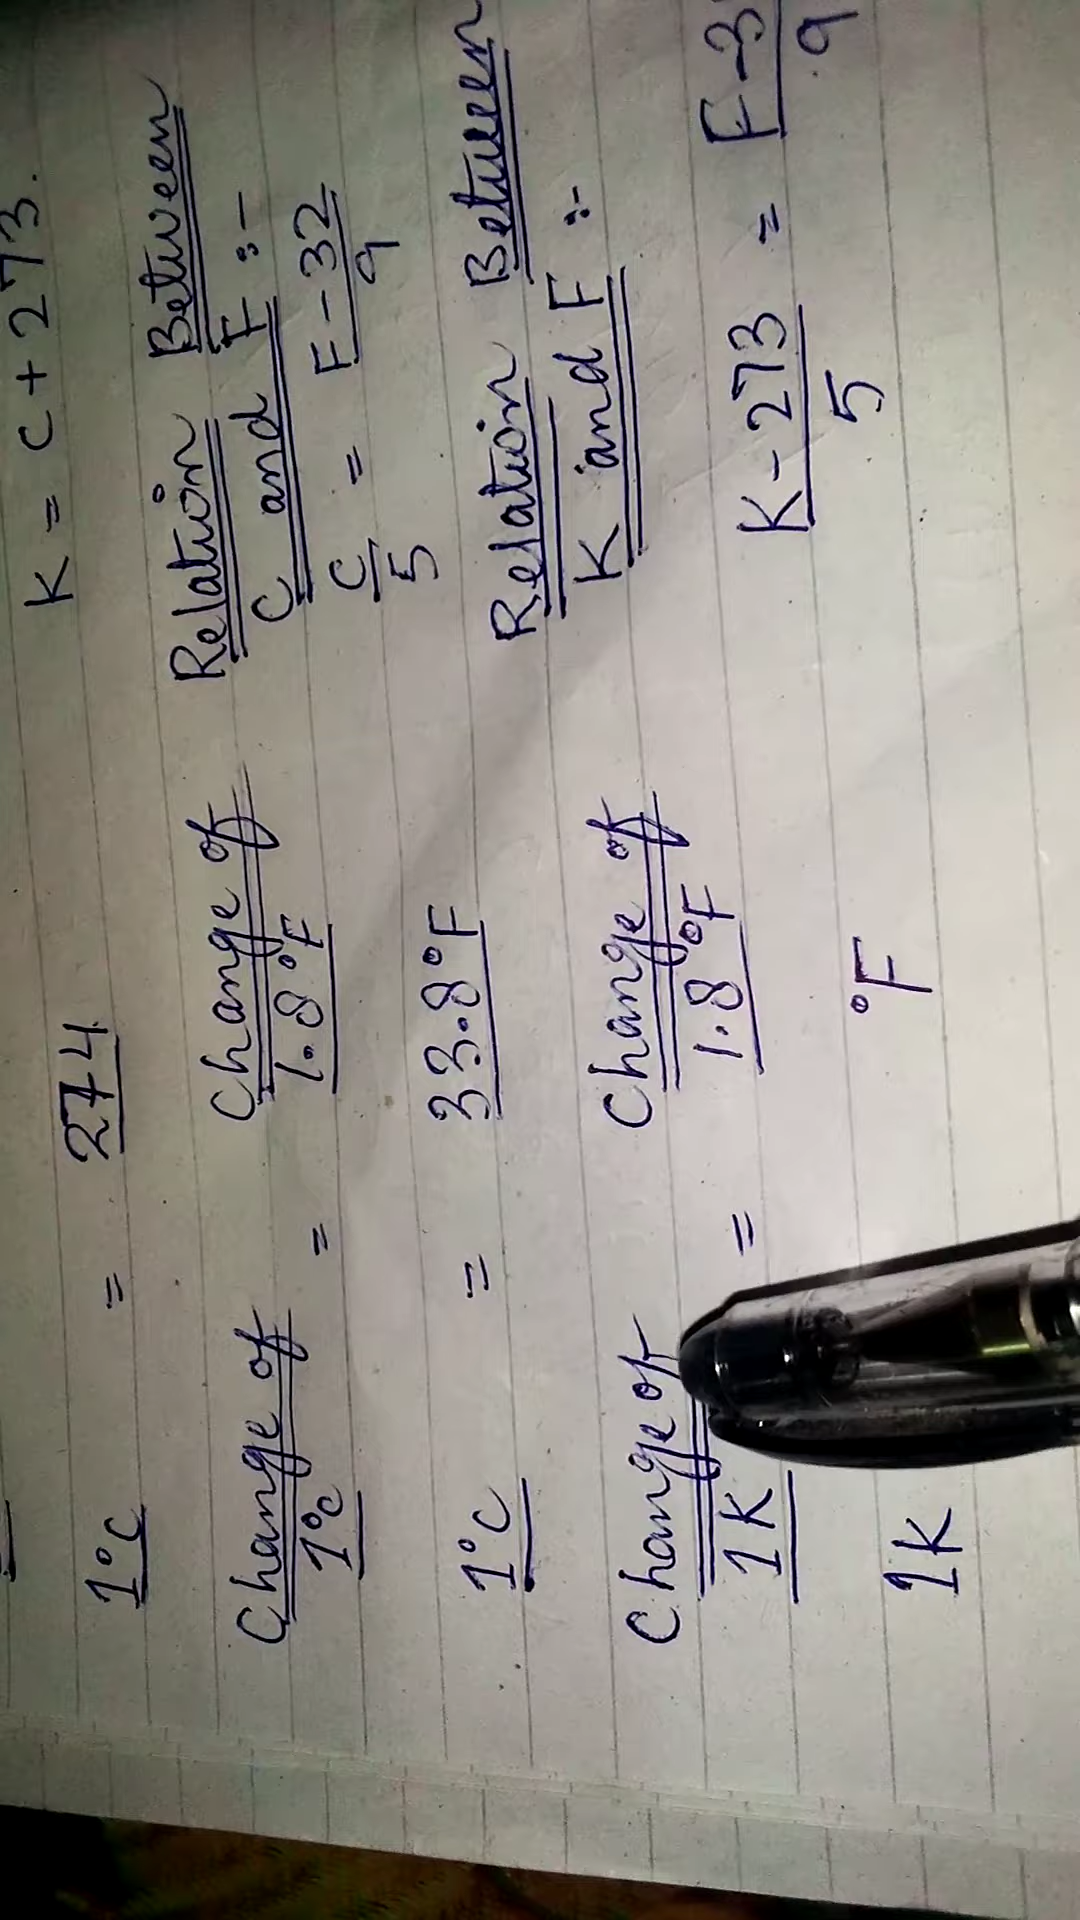 K = C + 273.
1°C = 274
Relation Between
C and F :-
C/5 = F - 32/9
Change of 1°C = Change of 1.8°F
1°C = 33.8°F
Relation Between
K and F :-
K - 273/5 = F - 3/9
Change of 1K = Change of 1.8°F
1K °F